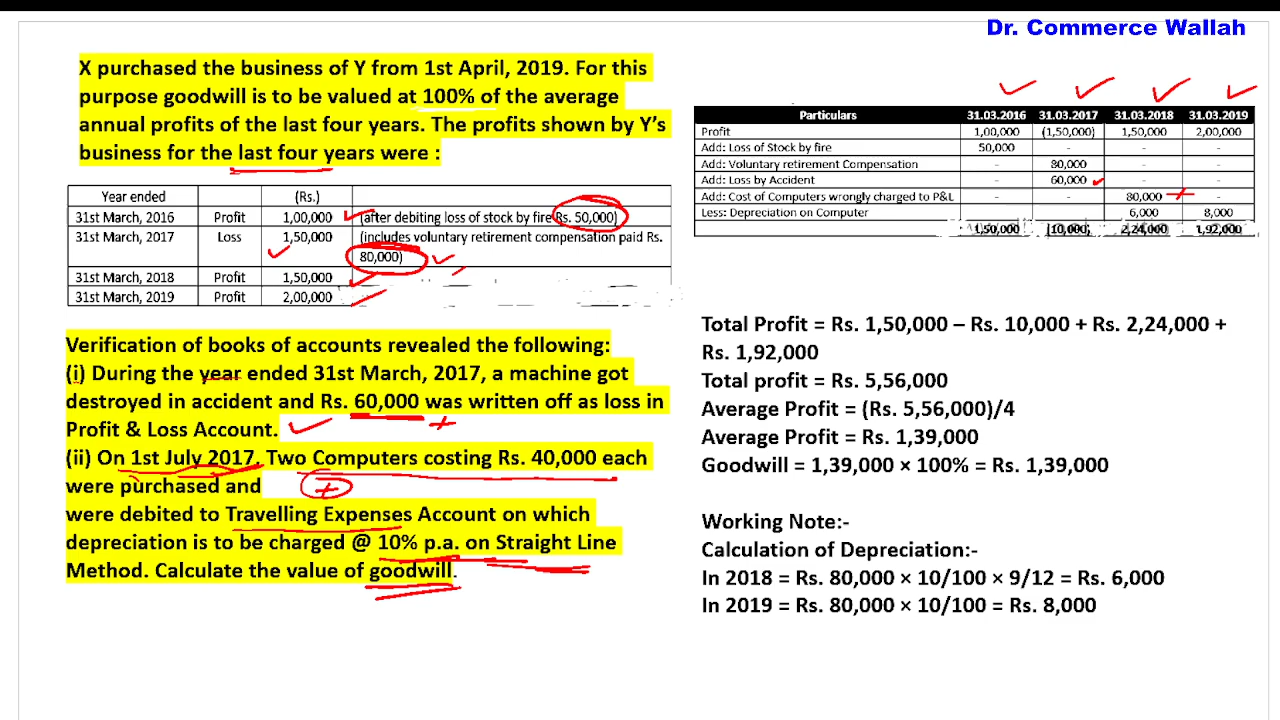 Dr. Commerce Wallah
X purchased the business of Y from 1st April, 2019. For this
purpose goodwill is to be valued at 100% of the average
annual profits of the last four years. The profits shown by Y's
business for the last four years were :
Year ended (Rs.)
31st March, 2016 Profit 1,00,000 (after debiting loss of stock by fire Rs. 50,000)
31st March, 2017 Loss 1,50,000 (includes voluntary retirement compensation paid Rs.
80,000)
31st March, 2018 Profit 1,50,000
31st March, 2019 Profit 2,00,000
Verification of books of accounts revealed the following:
(i) During the year ended 31st March, 2017, a machine got
destroyed in accident and Rs. 60,000 was written off as loss in
Profit & Loss Account.
(ii) On 1st July 2017, Two Computers costing Rs. 40,000 each
were purchased and
were debited to Travelling Expenses Account on which
depreciation is to be charged @ 10% p.a. on Straight Line
Method. Calculate the value of goodwill.
Particulars 31.03.2016 31.03.2017 31.03.2018 31.03.2019
Profit 1,00,000 (1,50,000) 1,50,000 2,00,000
Add: Loss of Stock by fire 50,000 - - -
Add: Voluntary retirement Compensation - 80,000 - -
Add: Loss by Accident - 60,000 - -
Add: Cost of Computers wrongly charged to P&L - - 80,000 -
Less: Depreciation on Computer 6,000 8,000
1,50,000 (10,000) 2,24,000 1,92,000
Total Profit = Rs. 1,50,000 – Rs. 10,000 + Rs. 2,24,000 +
Rs. 1,92,000
Total profit = Rs. 5,56,000
Average Profit = (Rs. 5,56,000)/4
Average Profit = Rs. 1,39,000
Goodwill = 1,39,000 × 100% = Rs. 1,39,000
Working Note:-
Calculation of Depreciation:-
In 2018 = Rs. 80,000 × 10/100 × 9/12 = Rs. 6,000
In 2019 = Rs. 80,000 × 10/100 = Rs. 8,000